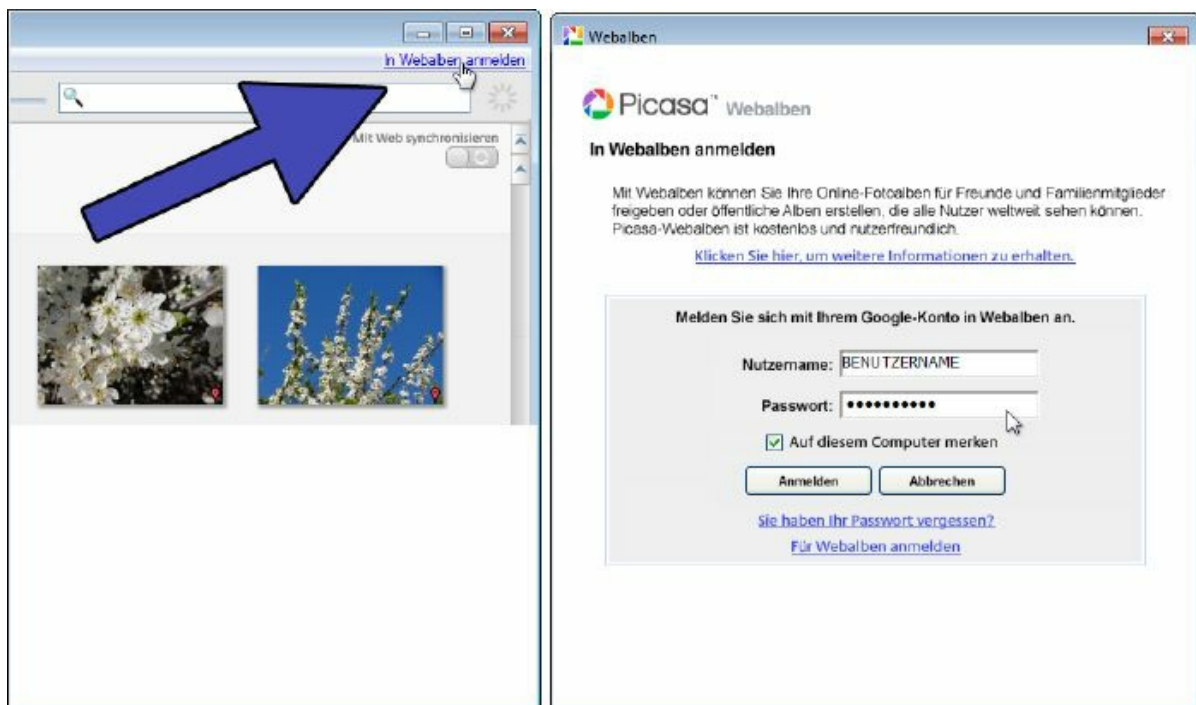 In Webalben anmelden
Mit Web synchronisieren
Webalben
Picasa™ Webalben
In Webalben anmelden
Mit Webalben können Sie Ihre Online-Fotoalben für Freunde und Familienmitglieder
freigeben oder öffentliche Alben erstellen, die alle Nutzer weltweit sehen können.
Picasa-Webalben ist kostenlos und nutzerfreundlich.
Klicken Sie hier, um weitere Informationen zu erhalten.
Melden Sie sich mit Ihrem Google-Konto in Webalben an.
Nutzername: BENUTZERNAME
Passwort: ••••••••••
Auf diesem Computer merken
Anmelden Abbrechen
Sie haben Ihr Passwort vergessen?
Für Webalben anmelden